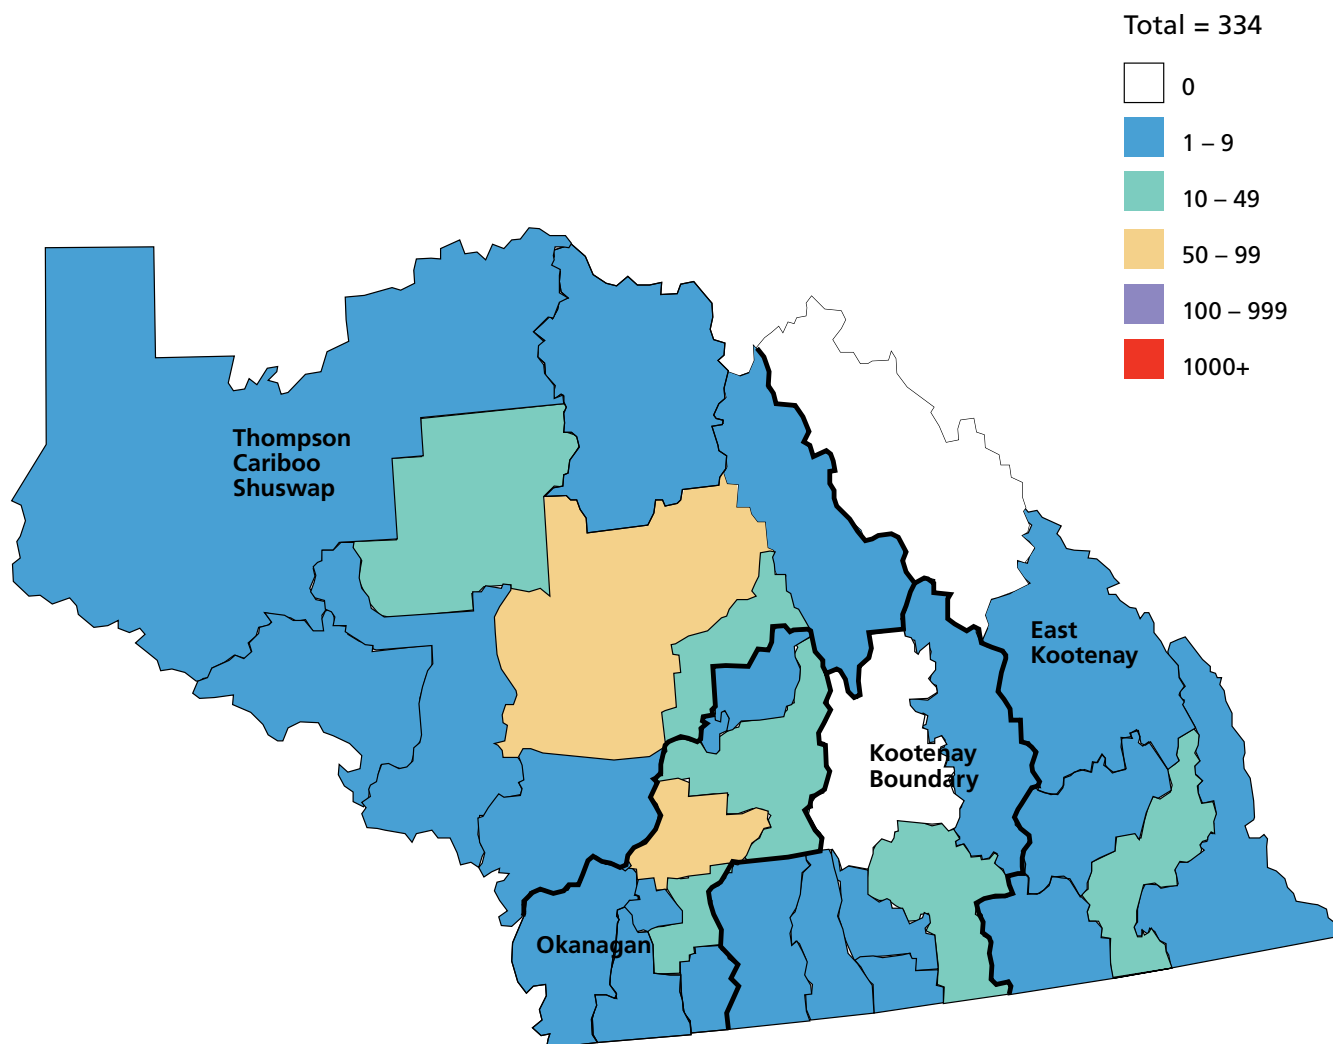 Total = 334
0
1 – 9
10 – 49
50 – 99
100 – 999
1000+
Thompson
Cariboo
Shuswap
East
Kootenay
Kootenay
Boundary
Okanagan